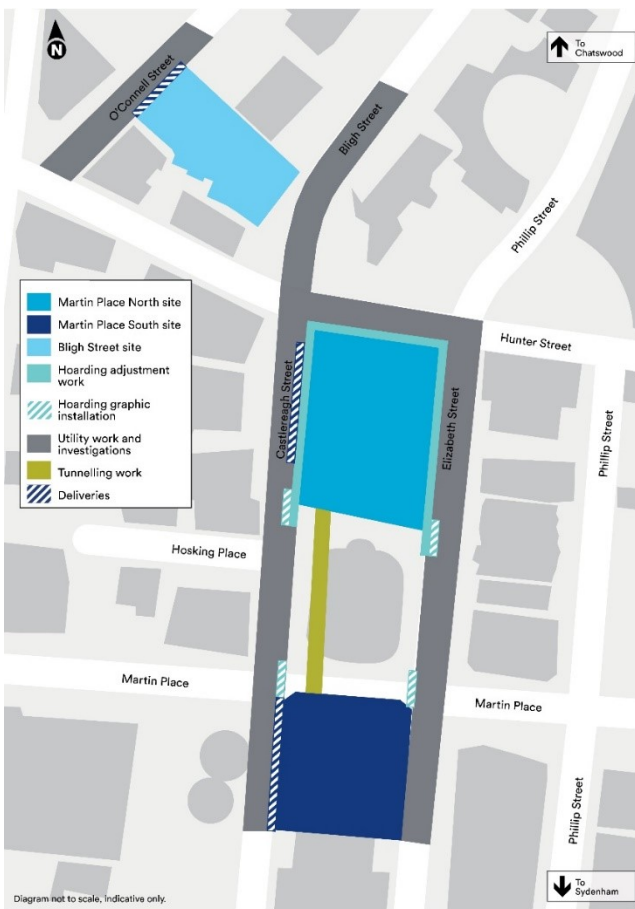 N
To
Chatswood
O'Connell Street
Bligh Street
Phillip Street
Martin Place North site
Martin Place South site
Bligh Street site
Hoarding adjustment
work
Hoarding graphic
installation
Utility work and
investigations
Tunnelling work
Deliveries
Hunter Street
Castlereagh Street
Elizabeth Street
Phillip Street
Hosking Place
Martin Place
Martin Place
Phillip Street
To
Sydenham
Diagram not to scale, indicative only.